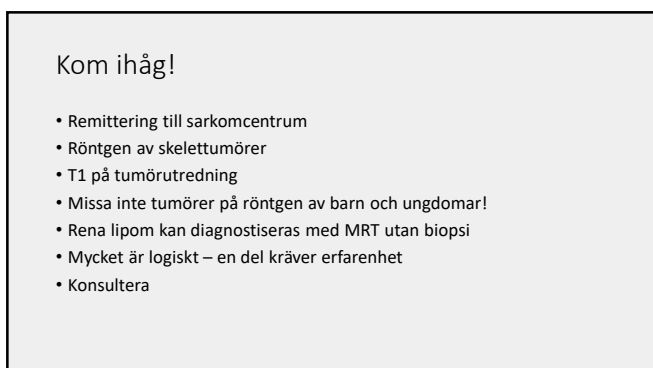 Kom ihåg!
• Remittering till sarkomcentrum
• Röntgen av skelettumörer
• T1 på tumörutredning
• Missa inte tumörer på röntgen av barn och ungdomar!
• Rena lipom kan diagnostiseras med MRT utan biopsi
• Mycket är logiskt – en del kräver erfarenhet
• Konsultera